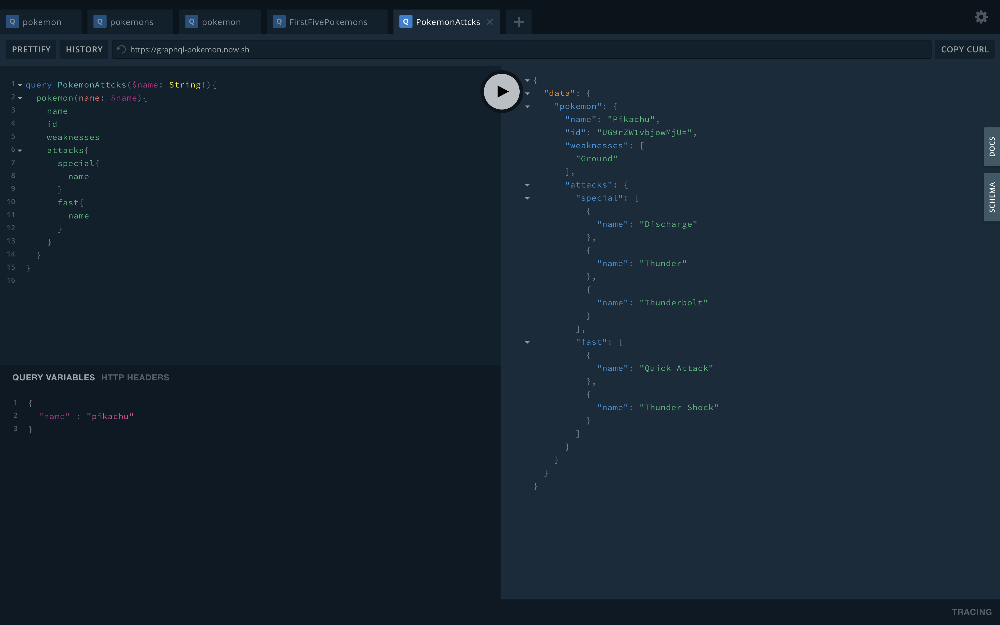 Q pokemon Q pokemons Q pokemon Q FirstFivePokemons Q PokemonAttcks
PRETTIFY HISTORY https://graphql-pokemon.now.sh COPY CURL
1 query PokemonAttcks($name: String!){
2 pokemon(name: $name){
3 name
4 id
5 weaknesses
6 attacks{
7 special{
8 name
9 }
10 fast{
11 name
12 }
13 }
14 }
15 }
16
QUERY VARIABLES HTTP HEADERS
1 {
2 "name" : "pikachu"
3 }
{
"data": {
"pokemon": {
"name": "Pikachu",
"id": "UG9rZW1vbjowMjU=",
"weaknesses": [
"Ground"
],
"attacks": {
"special": [
{
"name": "Discharge"
},
{
"name": "Thunder"
},
{
"name": "Thunderbolt"
}
],
"fast": [
{
"name": "Quick Attack"
},
{
"name": "Thunder Shock"
}
]
}
}
}
}
DOCS
SCHEMA
TRACING